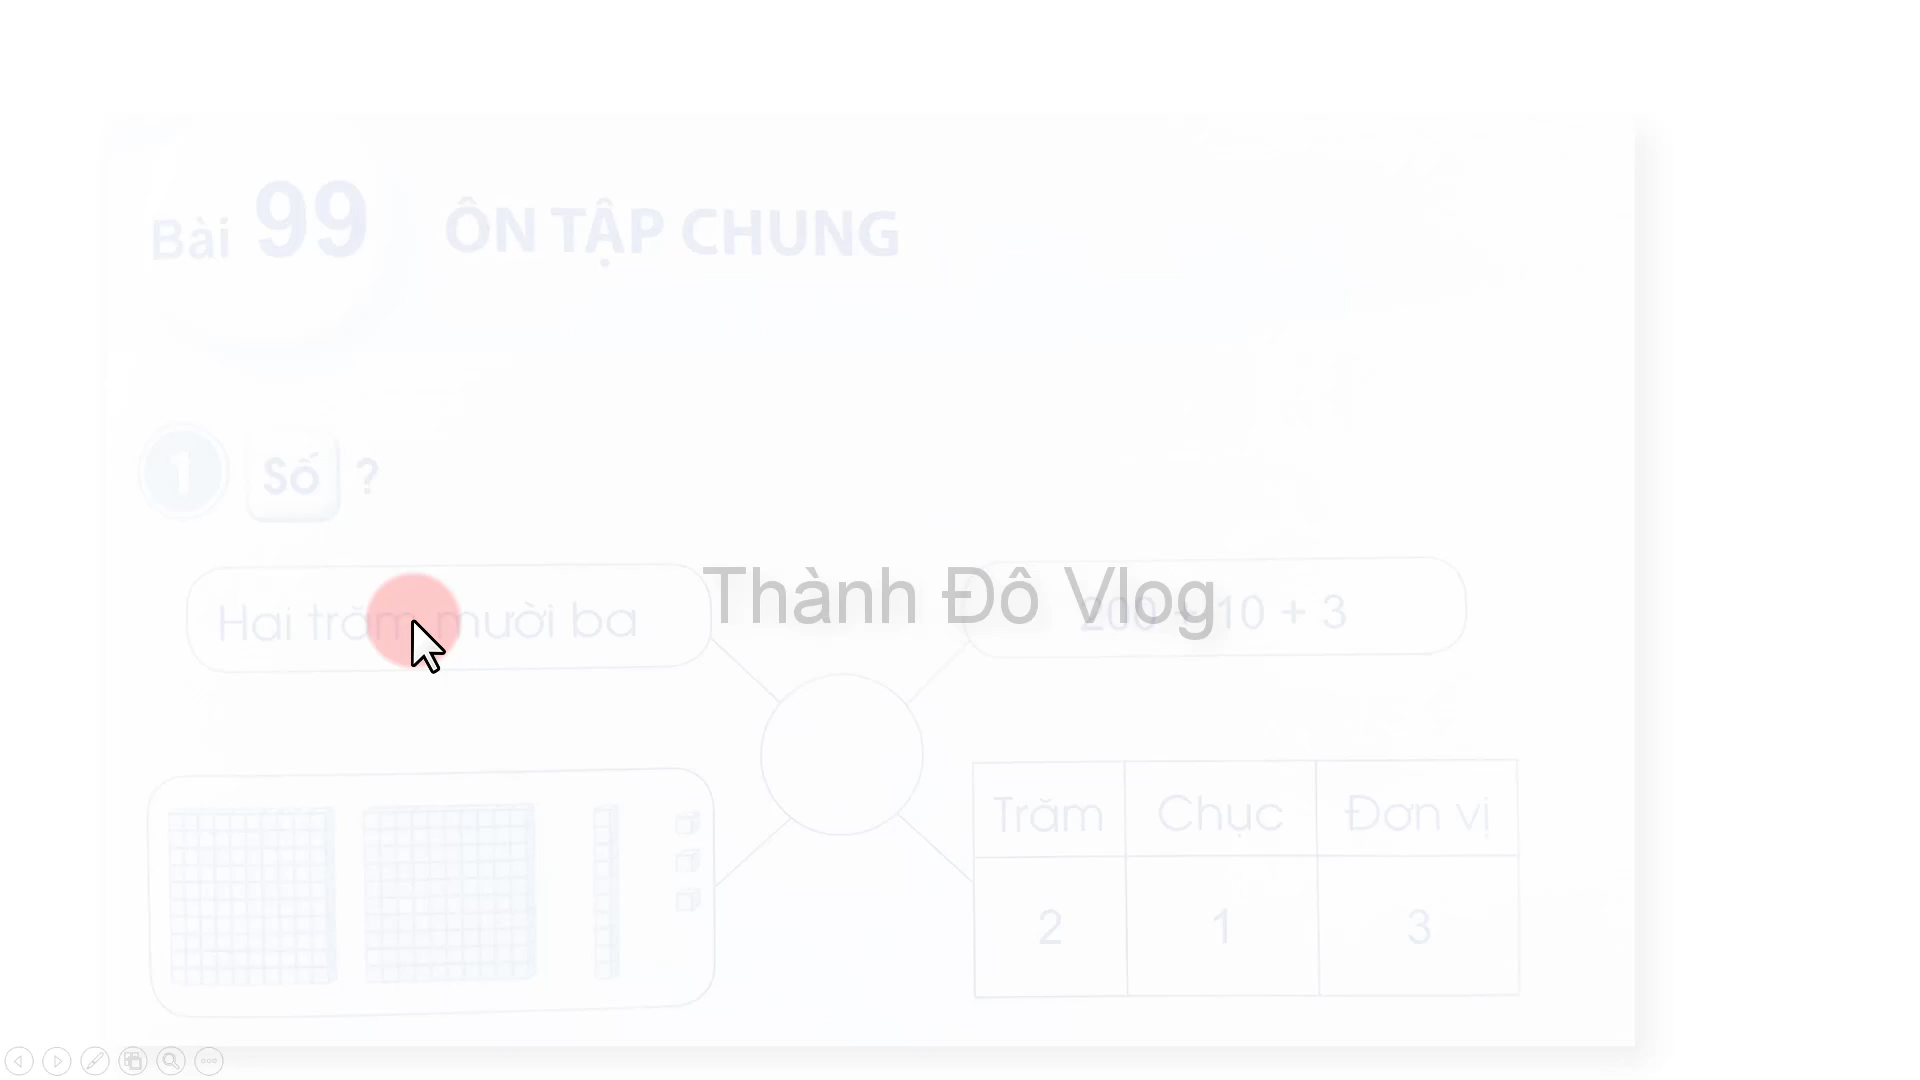 Bài 99 ÔN TẬP CHUNG
1 Số ?
Hai trăm mười ba
Thành Đô Vlog
200 + 10 + 3
Trăm Chục Đơn vị
2 1 3